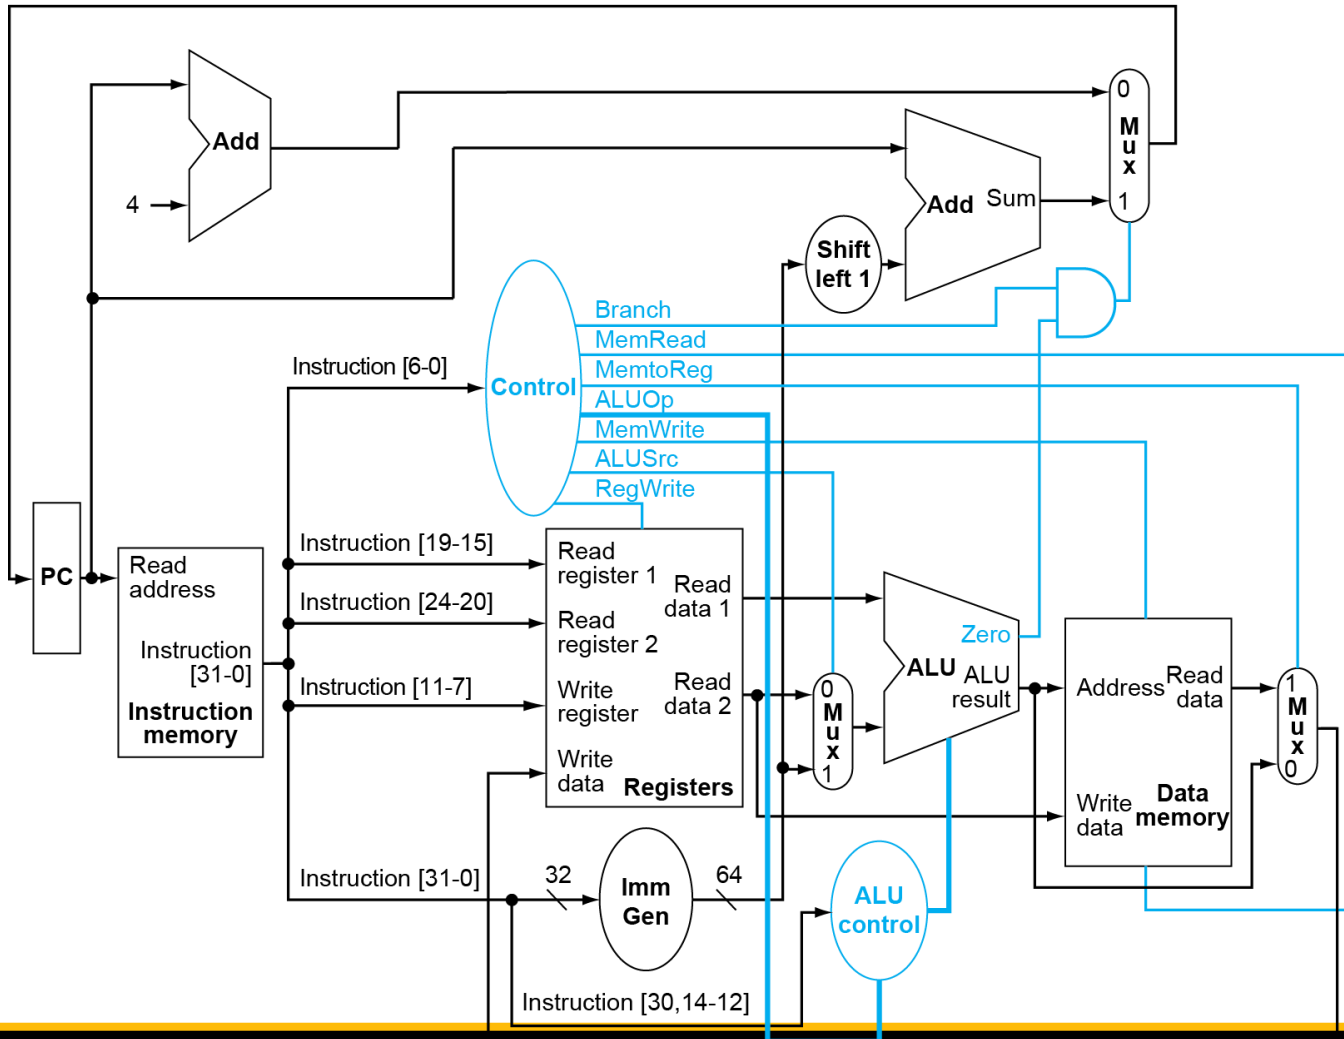 Add
4
0
Mux
1
Add Sum
Shift
left 1
Branch
MemRead
MemtoReg
ALUOp
MemWrite
ALUSrc
RegWrite
Control
Instruction [6-0]
PC
Read
address
Instruction
[31-0]
Instruction
memory
Instruction [19-15]
Instruction [24-20]
Instruction [11-7]
Instruction [31-0]
Read
register 1
Read
register 2
Write
register
Write
data
Read
data 1
Read
data 2
Registers
0
Mux
1
Zero
ALU
ALU
result
Address
Read
data
Write
data
Data
memory
1
Mux
0
32
Imm
Gen
64
ALU
control
Instruction [30,14-12]